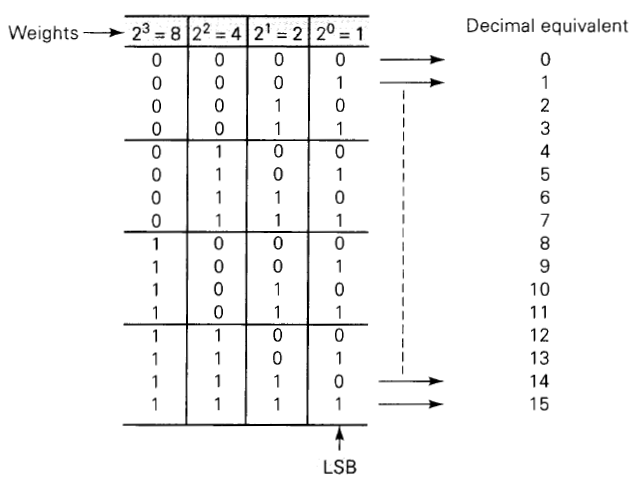 Weights 2³ = 8 2² = 4 2¹ = 2 2⁰ = 1 Decimal equivalent
0 0 0 0 0
0 0 0 1 1
0 0 1 0 2
0 0 1 1 3
0 1 0 0 4
0 1 0 1 5
0 1 1 0 6
0 1 1 1 7
1 0 0 0 8
1 0 0 1 9
1 0 1 0 10
1 0 1 1 11
1 1 0 0 12
1 1 0 1 13
1 1 1 0 14
1 1 1 1 15
LSB